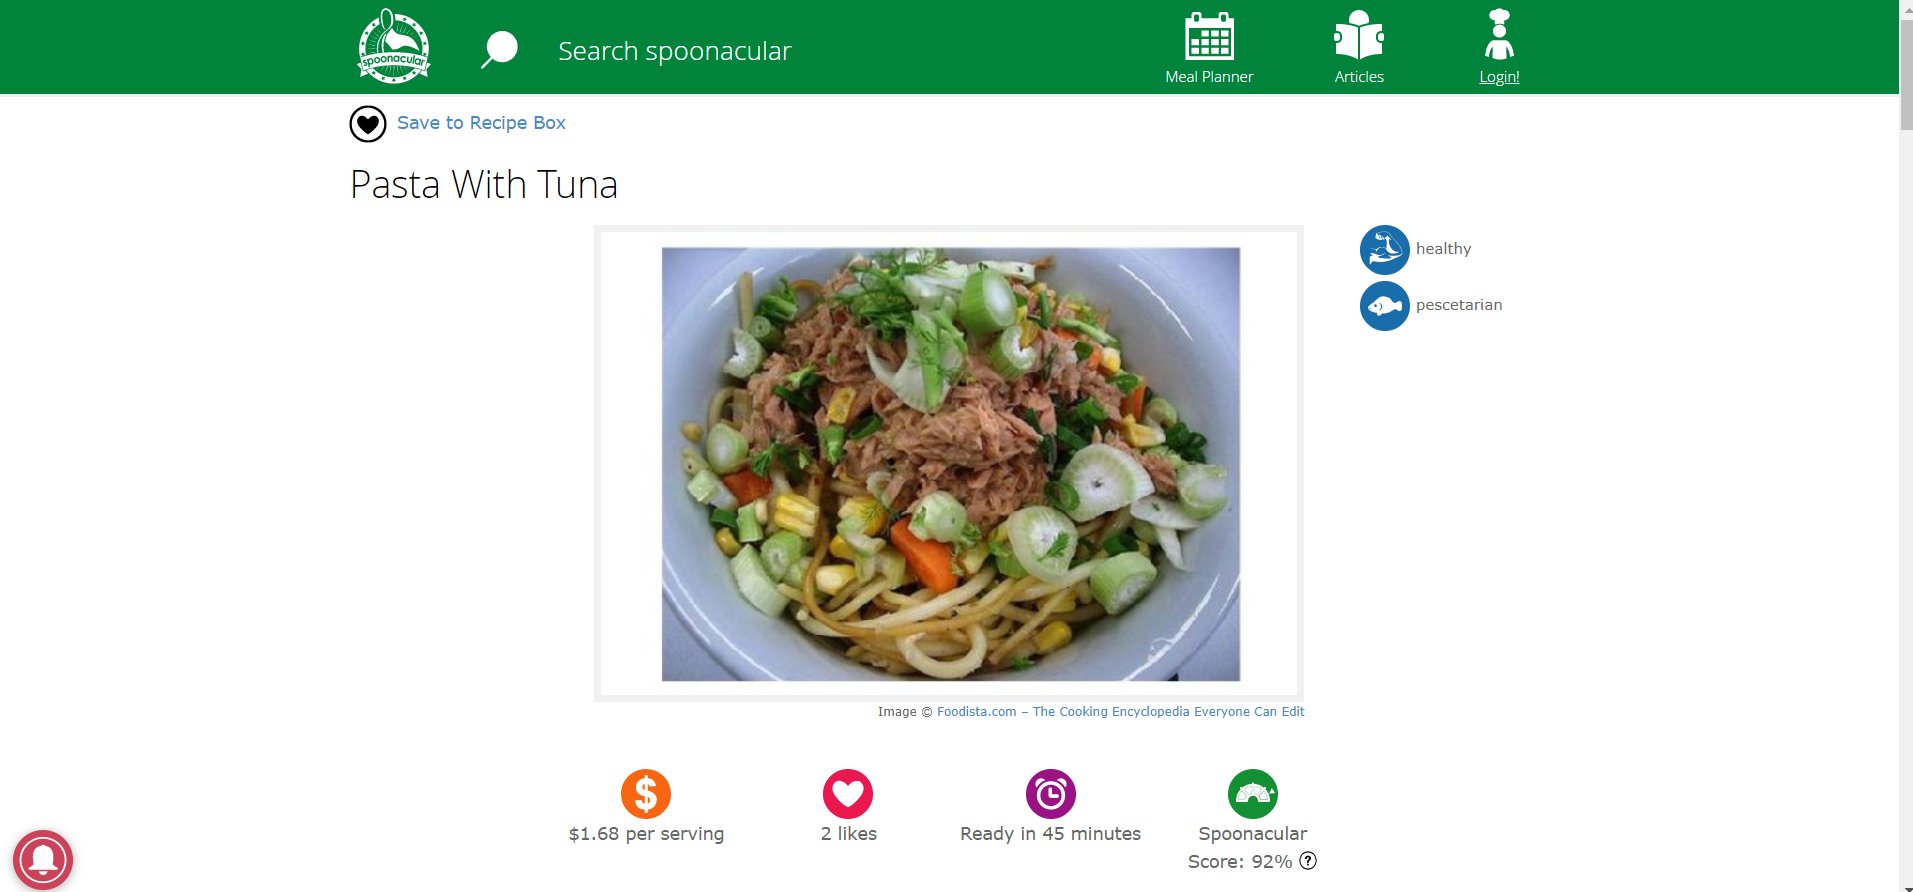 spoonacular
Search spoonacular
Meal Planner
Articles
Login!
Save to Recipe Box
Pasta With Tuna
healthy
pescetarian
Image © Foodista.com – The Cooking Encyclopedia Everyone Can Edit
$1.68 per serving
2 likes
Ready in 45 minutes
Spoonacular
Score: 92% ?